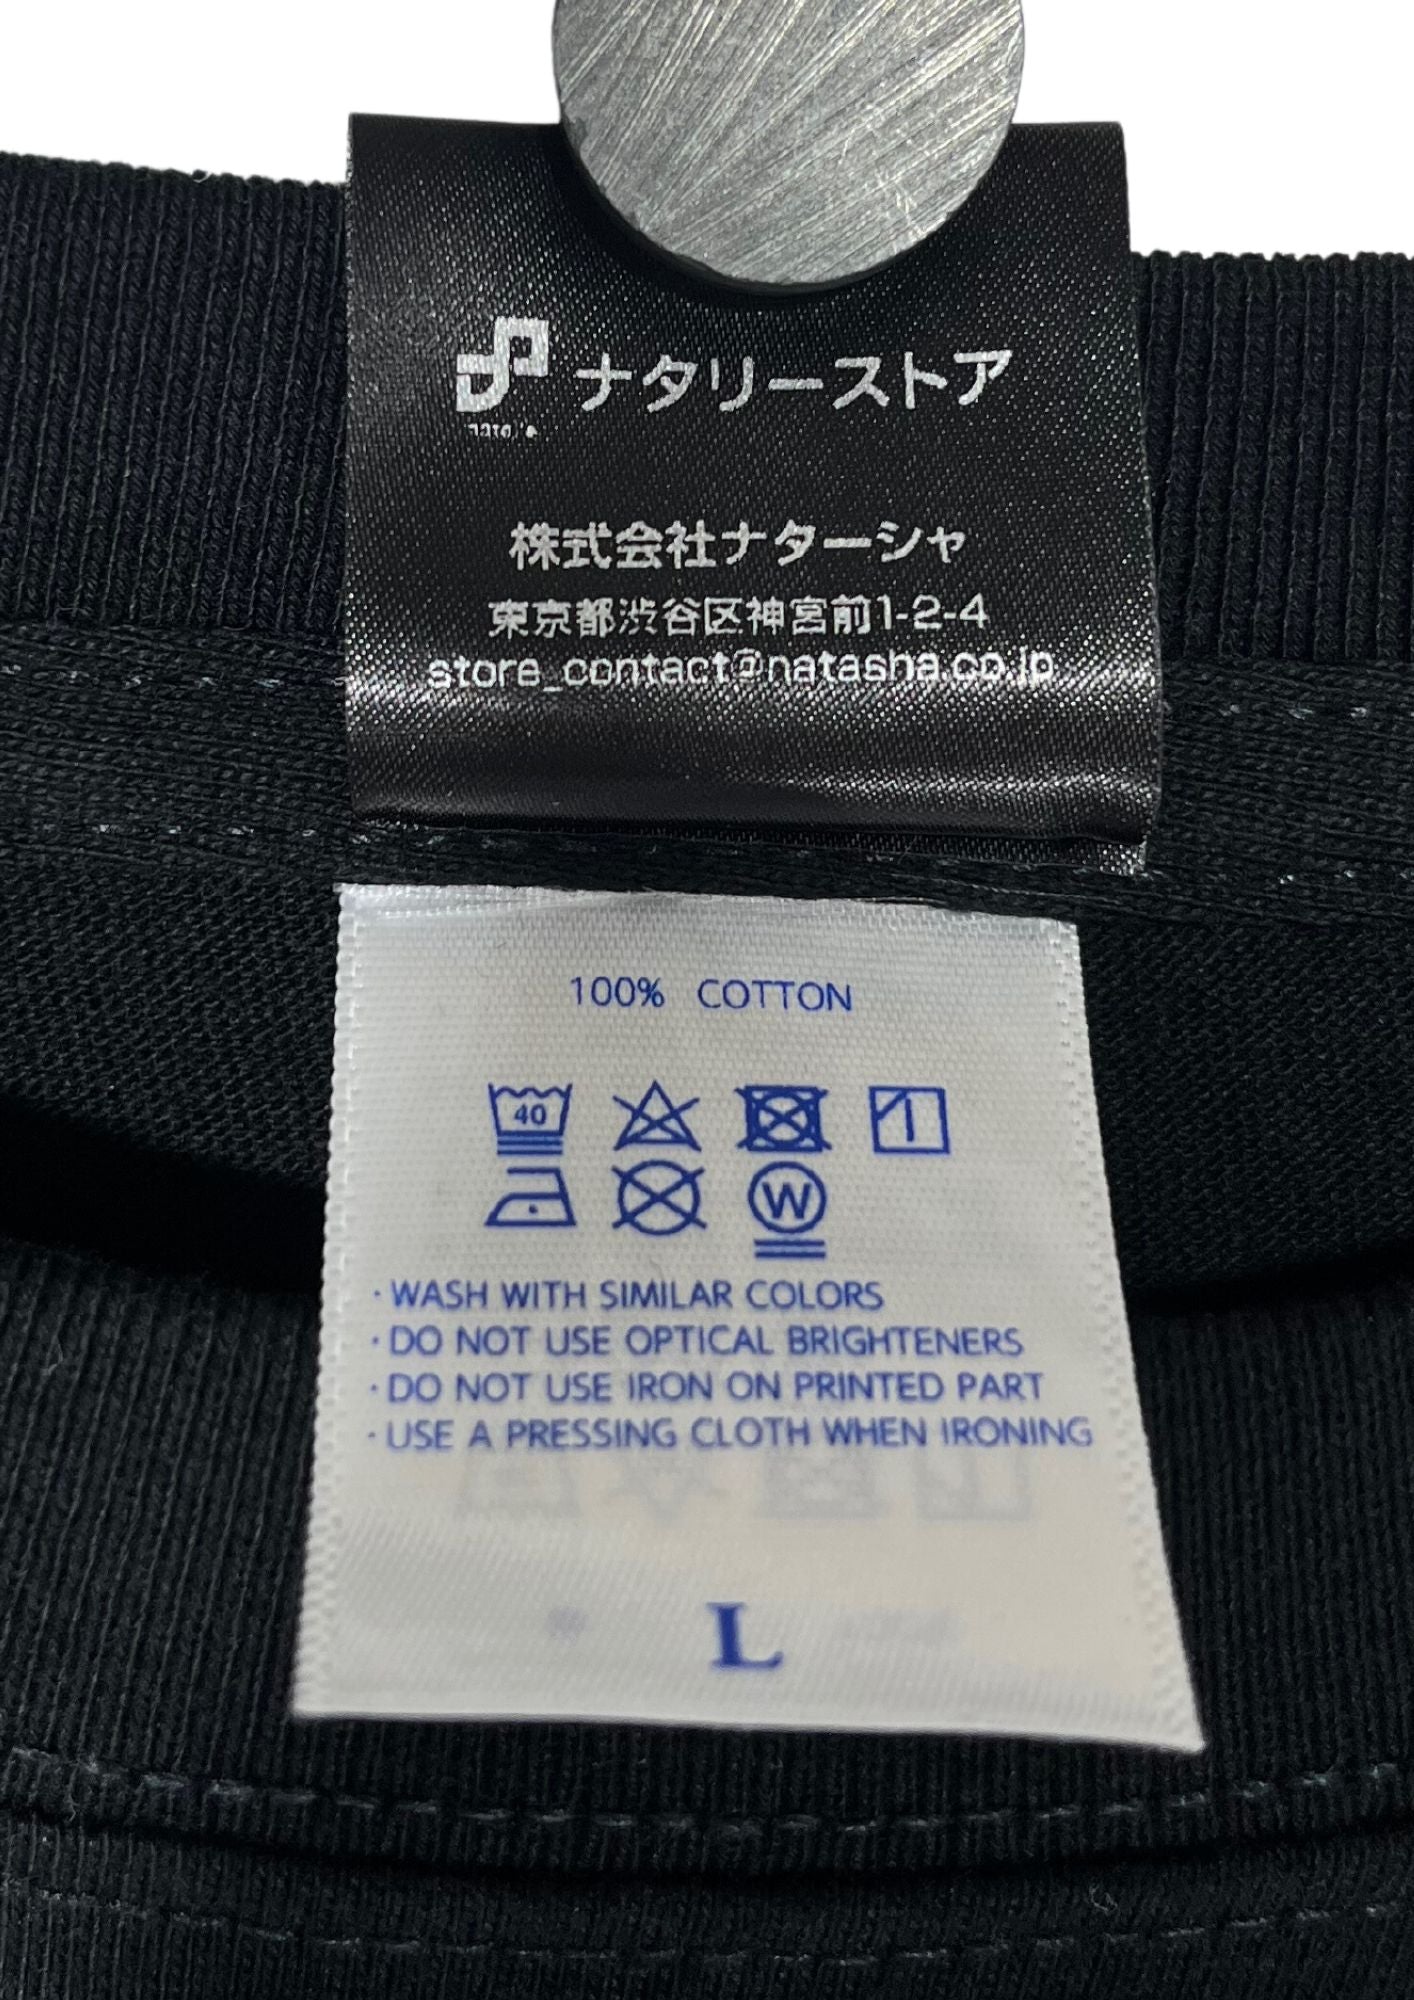 ナタリーストア
natalie
株式会社ナターシャ
東京都渋谷区神宮前1-2-4
store_contact@natasha.co.jp
100% COTTON
40
W
・WASH WITH SIMILAR COLORS
・DO NOT USE OPTICAL BRIGHTENERS
・DO NOT USE IRON ON PRINTED PART
・USE A PRESSING CLOTH WHEN IRONING
L